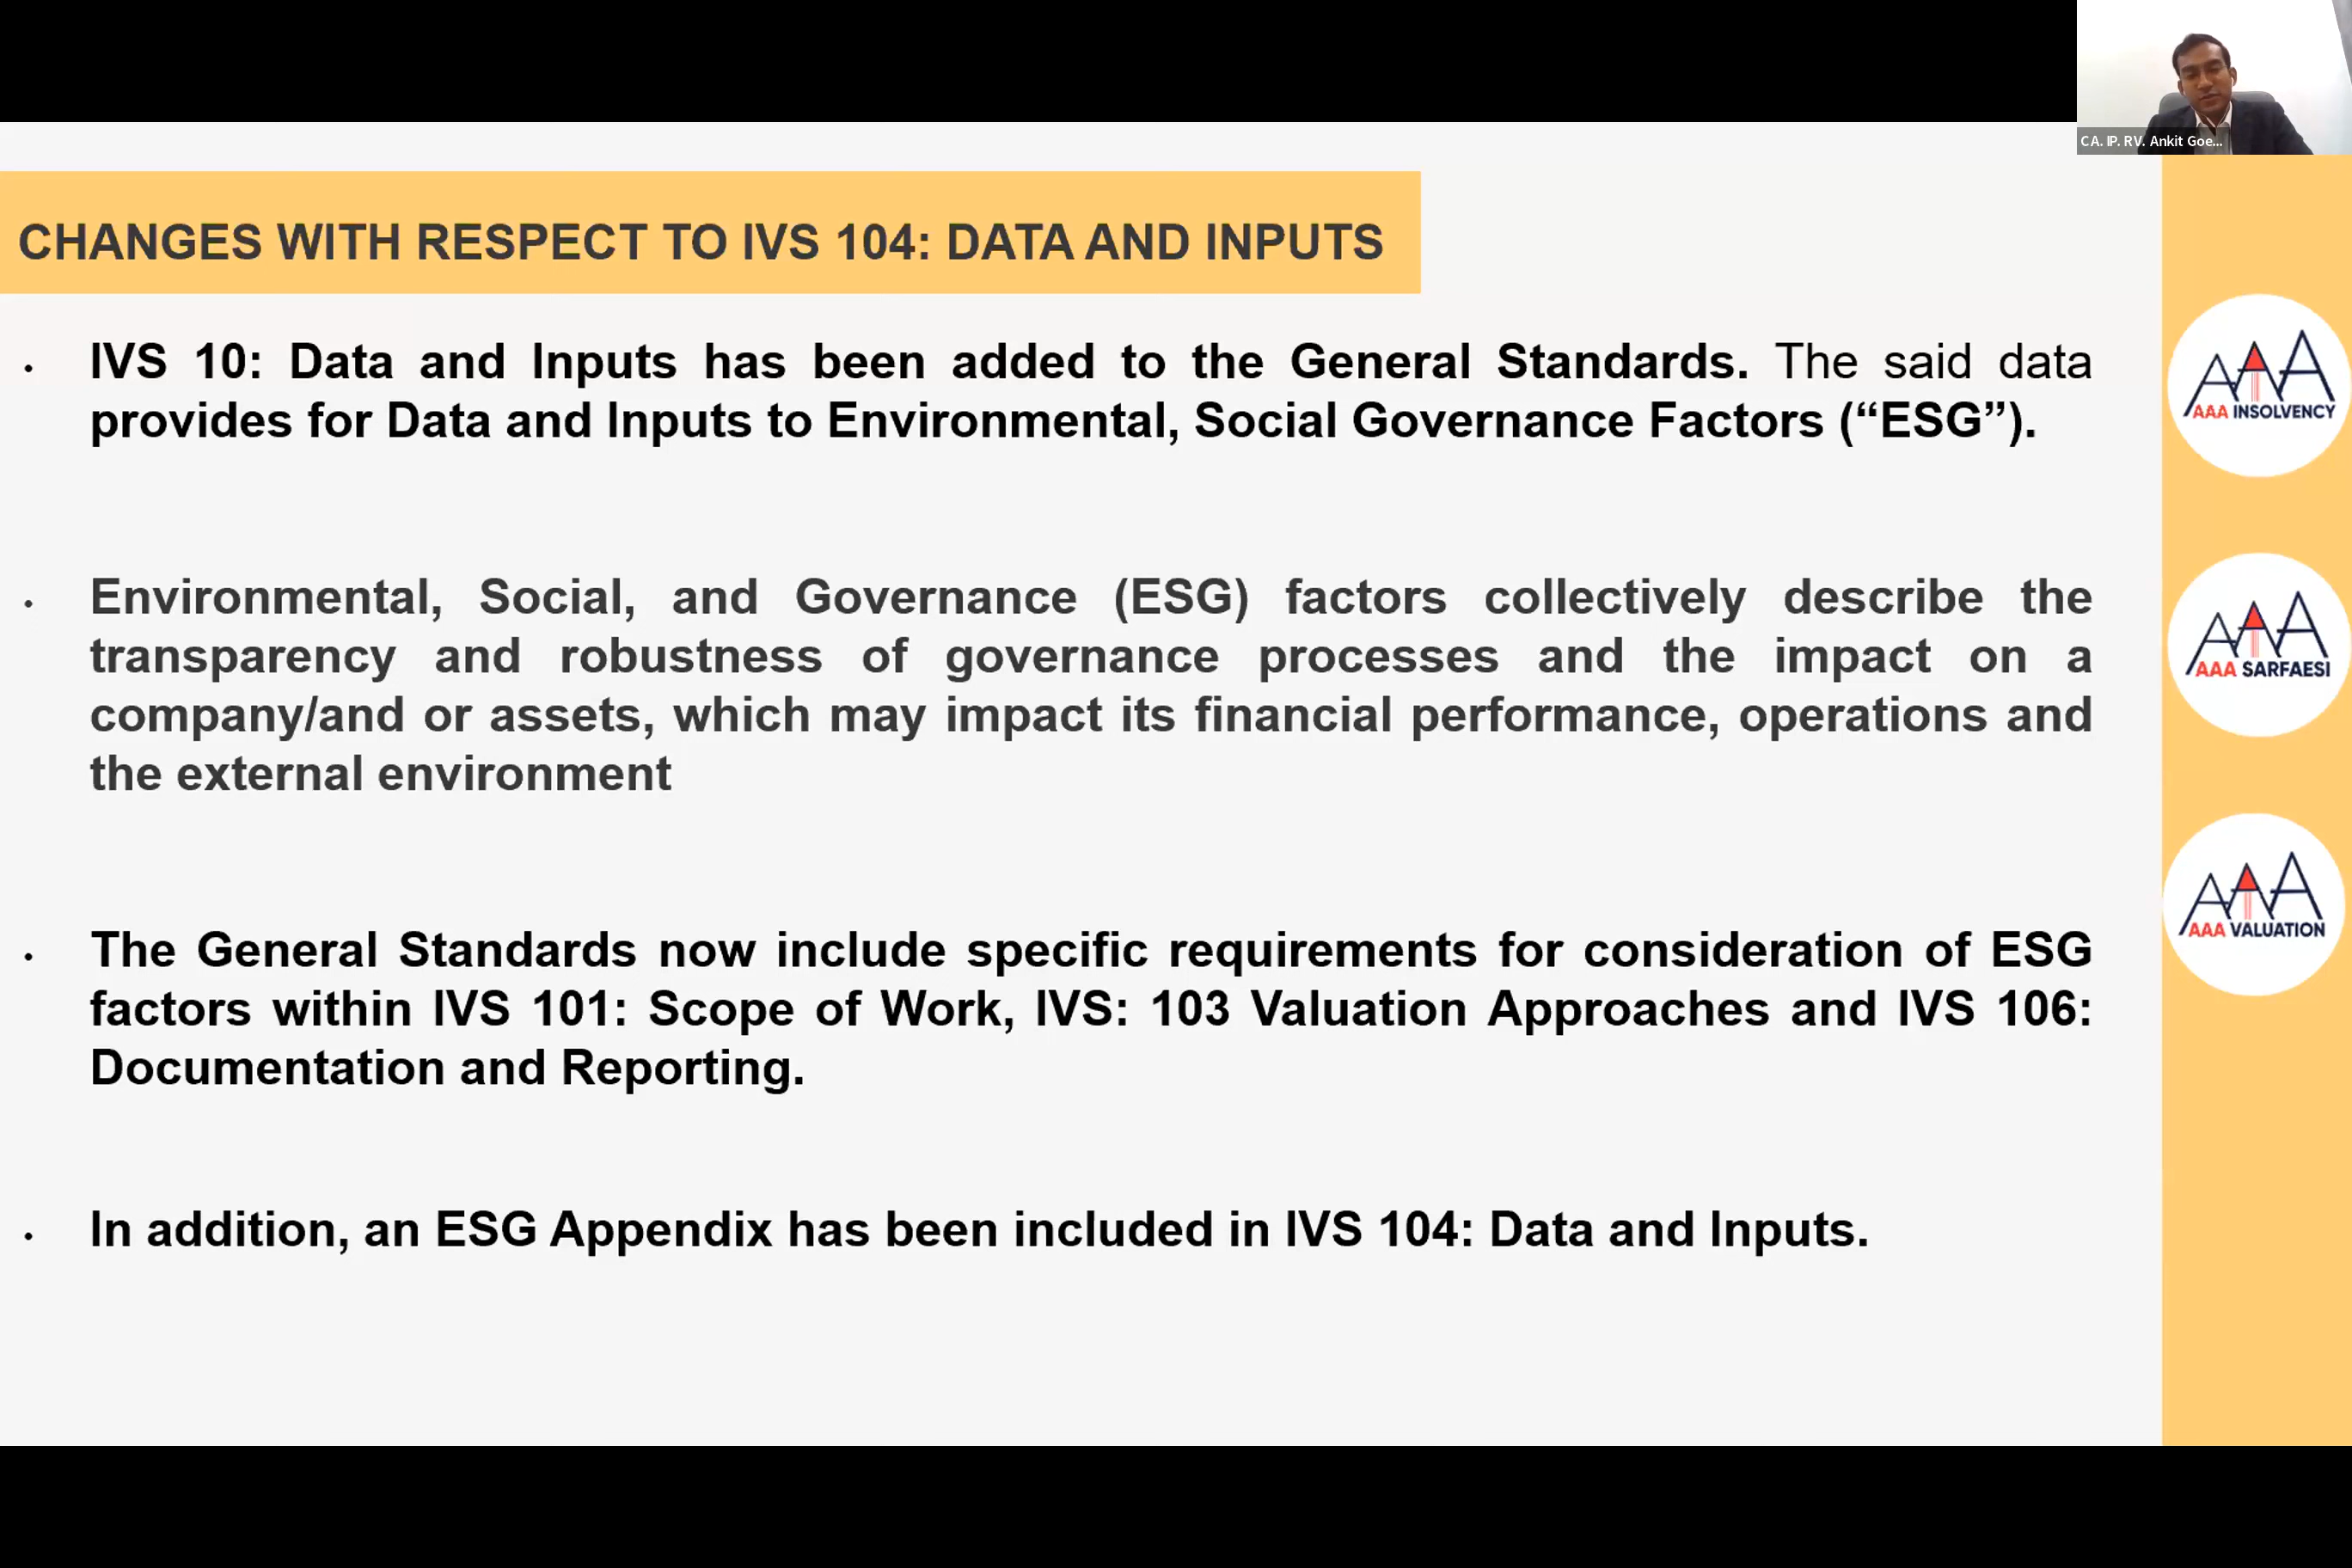 CA. IP. RV. Ankit Goe...
CHANGES WITH RESPECT TO IVS 104: DATA AND INPUTS
• IVS 10: Data and Inputs has been added to the General Standards. The said data
provides for Data and Inputs to Environmental, Social Governance Factors (“ESG”).
• Environmental, Social, and Governance (ESG) factors collectively describe the
transparency and robustness of governance processes and the impact on a
company/and or assets, which may impact its financial performance, operations and
the external environment
• The General Standards now include specific requirements for consideration of ESG
factors within IVS 101: Scope of Work, IVS: 103 Valuation Approaches and IVS 106:
Documentation and Reporting.
• In addition, an ESG Appendix has been included in IVS 104: Data and Inputs.
AAA
AAA INSOLVENCY
AAA
AAA SARFAESI
AAA
AAA VALUATION